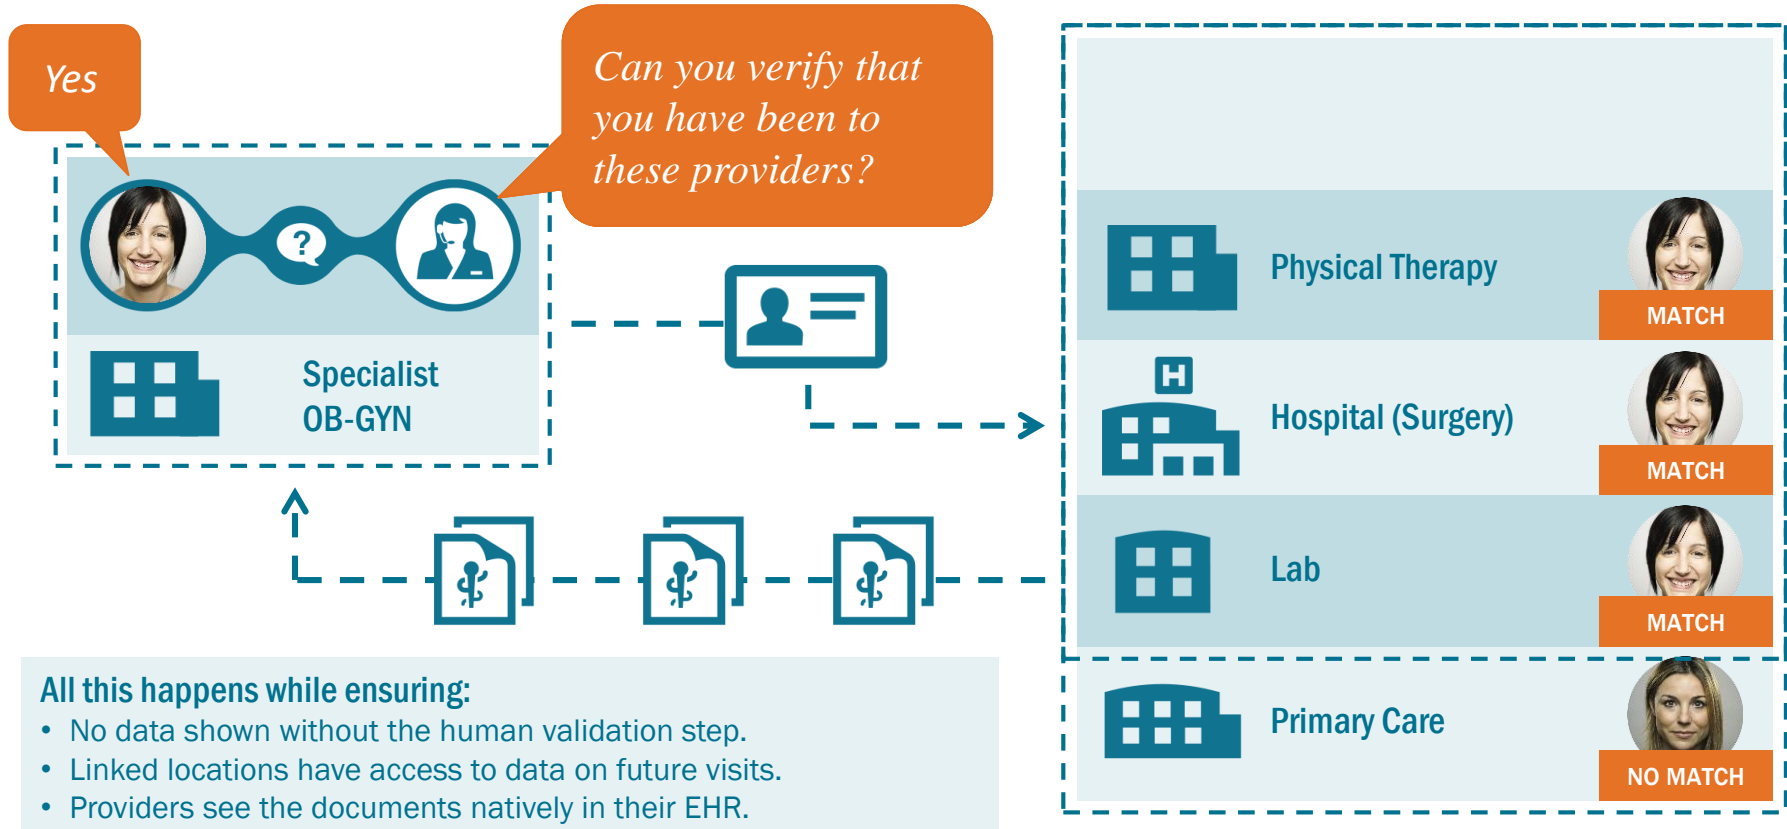 Yes
Can you verify that
you have been to
these providers?
?
Specialist
OB-GYN
Physical Therapy
MATCH
H
Hospital (Surgery)
MATCH
Lab
MATCH
Primary Care
NO MATCH
All this happens while ensuring:
• No data shown without the human validation step.
• Linked locations have access to data on future visits.
• Providers see the documents natively in their EHR.